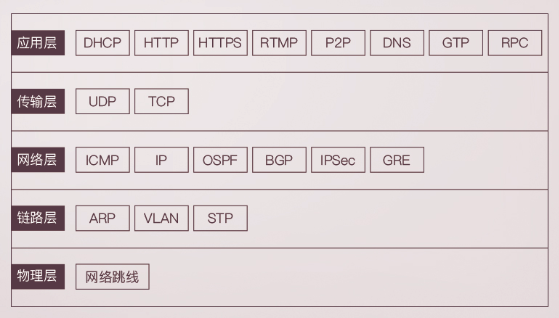 应用层 DHCP HTTP HTTPS RTMP P2P DNS GTP RPC
传输层 UDP TCP
网络层 ICMP IP OSPF BGP IPSec GRE
链路层 ARP VLAN STP
物理层 网络跳线